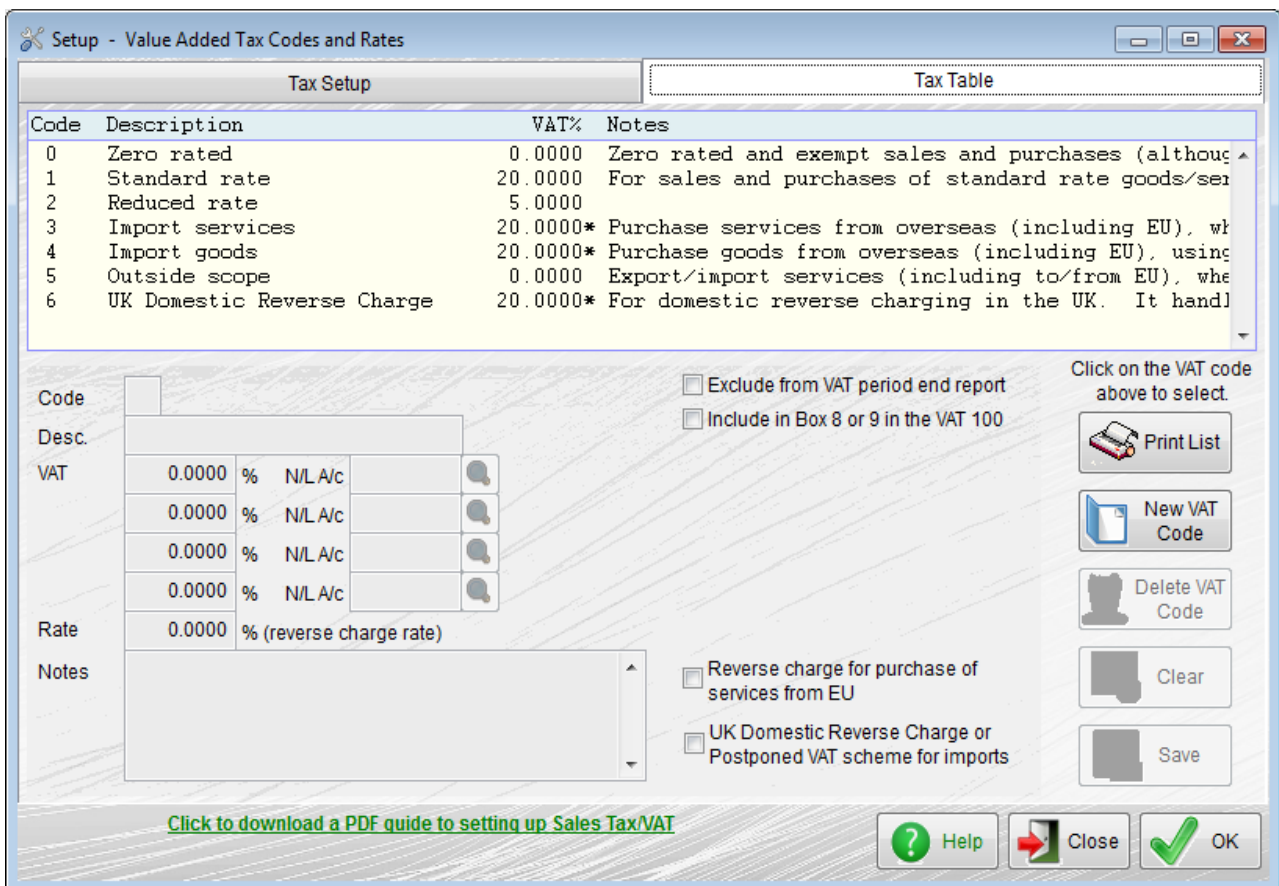 Setup - Value Added Tax Codes and Rates
Tax Setup Tax Table
Code Description VAT% Notes
0 Zero rated 0.0000 Zero rated and exempt sales and purchases (althoug
1 Standard rate 20.0000 For sales and purchases of standard rate goods/ser
2 Reduced rate 5.0000
3 Import services 20.0000* Purchase services from overseas (including EU), wh
4 Import goods 20.0000* Purchase goods from overseas (including EU), using
5 Outside scope 0.0000 Export/import services (including to/from EU), whe
6 UK Domestic Reverse Charge 20.0000* For domestic reverse charging in the UK. It handl
Click on the VAT code
above to select.
Code
Exclude from VAT period end report
Desc.
Include in Box 8 or 9 in the VAT 100
Print List
VAT 0.0000 % N/L A/c
0.0000 % N/L A/c
New VAT
Code
0.0000 % N/L A/c
0.0000 % N/L A/c
Delete VAT
Code
Rate 0.0000 % (reverse charge rate)
Notes
Reverse charge for purchase of
services from EU
Clear
UK Domestic Reverse Charge or
Postponed VAT scheme for imports
Save
Click to download a PDF guide to setting up Sales Tax/VAT
? Help Close OK